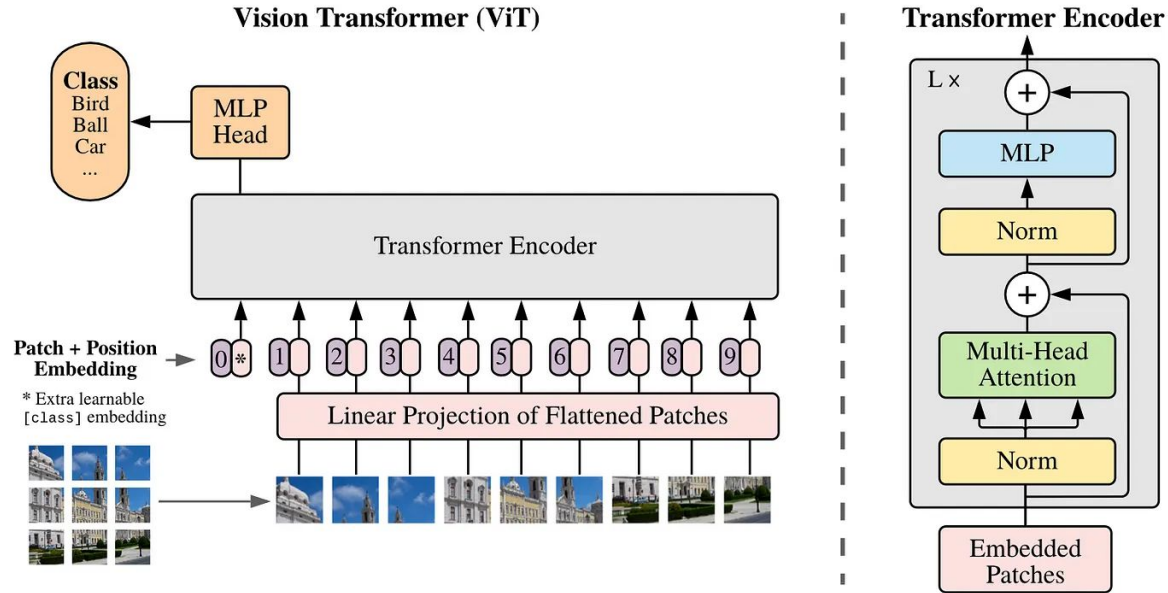 Vision Transformer (ViT)
Class
Bird
Ball
Car
...
MLP
Head
Transformer Encoder
Patch + Position
Embedding
0 * 1 2 3 4 5 6 7 8 9
* Extra learnable
[class] embedding
Linear Projection of Flattened Patches
Transformer Encoder
L ×
+
MLP
Norm
+
Multi-Head
Attention
Norm
Embedded
Patches